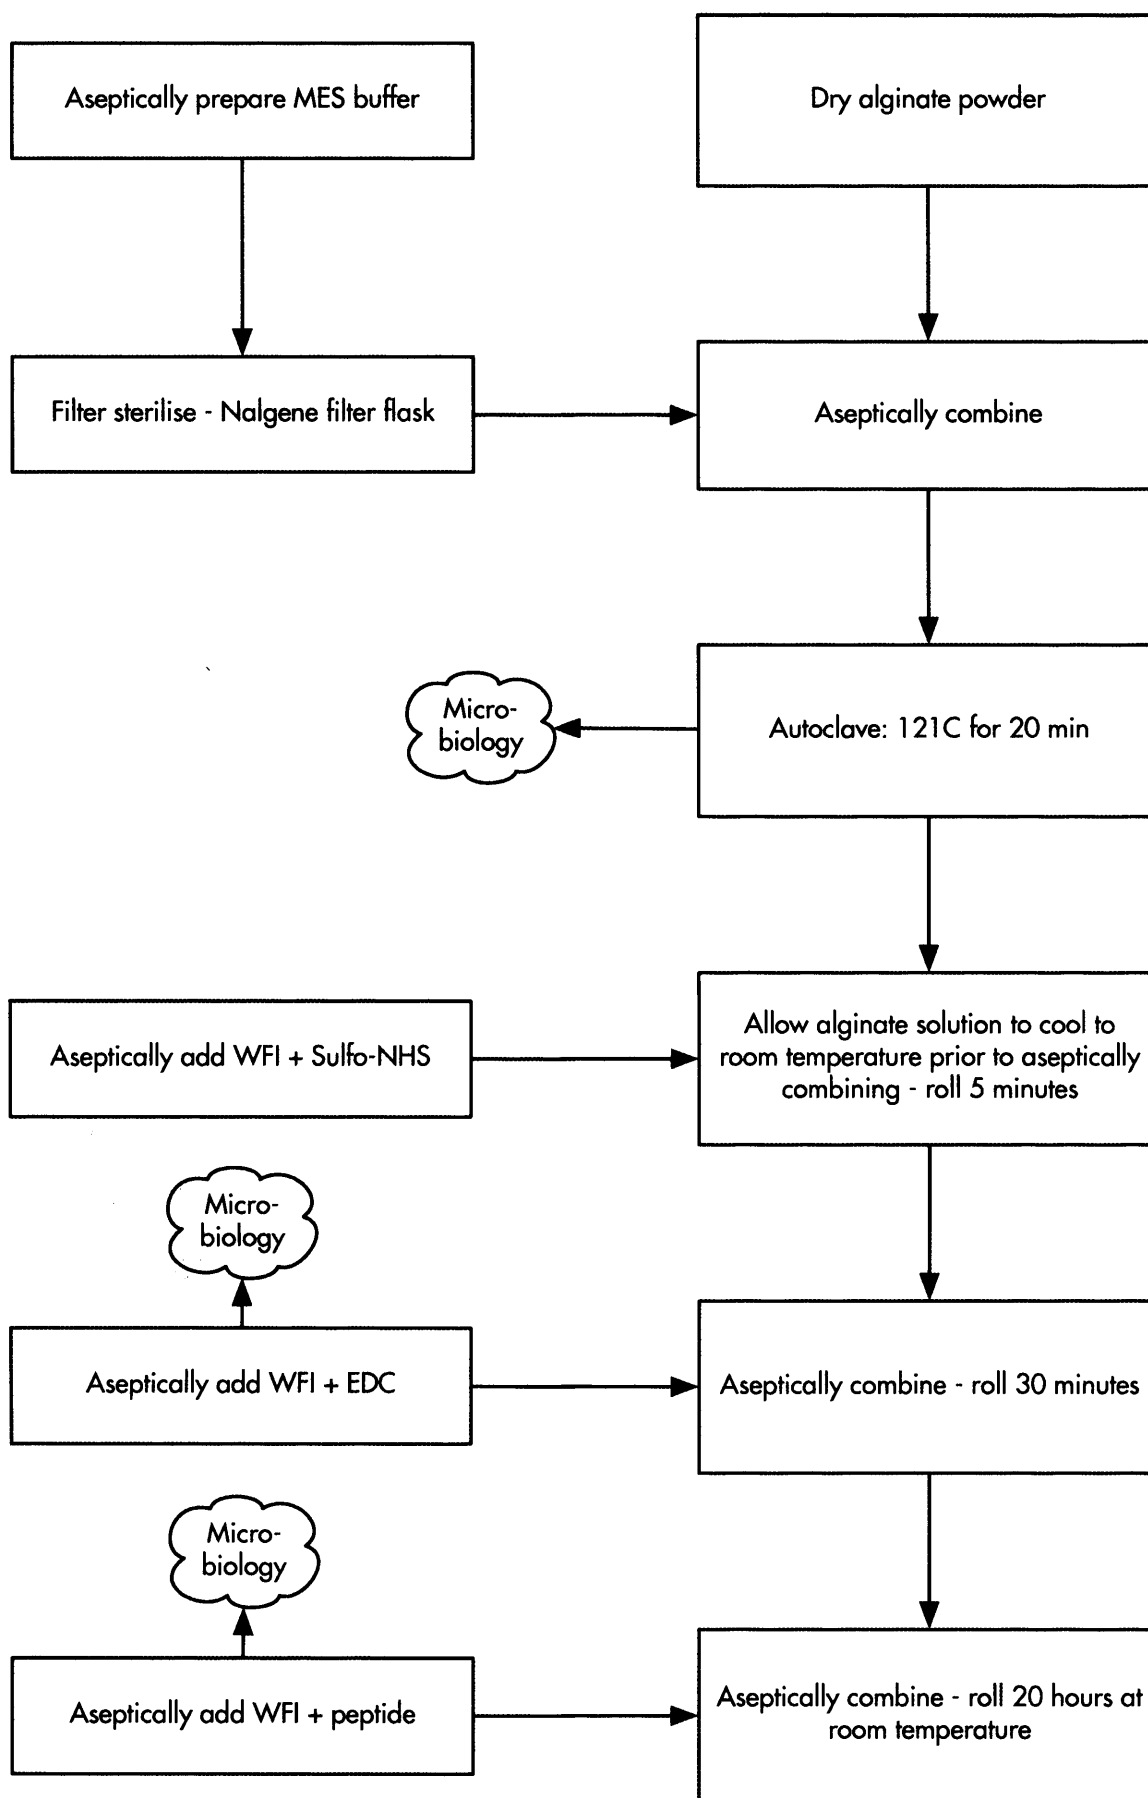 Aseptically prepare MES buffer
Dry alginate powder
Filter sterilise - Nalgene filter flask
Aseptically combine
Micro-
biology
Autoclave: 121C for 20 min
Aseptically add WFI + Sulfo-NHS
Allow alginate solution to cool to
room temperature prior to aseptically
combining - roll 5 minutes
Micro-
biology
Aseptically add WFI + EDC
Aseptically combine - roll 30 minutes
Micro-
biology
Aseptically add WFI + peptide
Aseptically combine - roll 20 hours at
room temperature